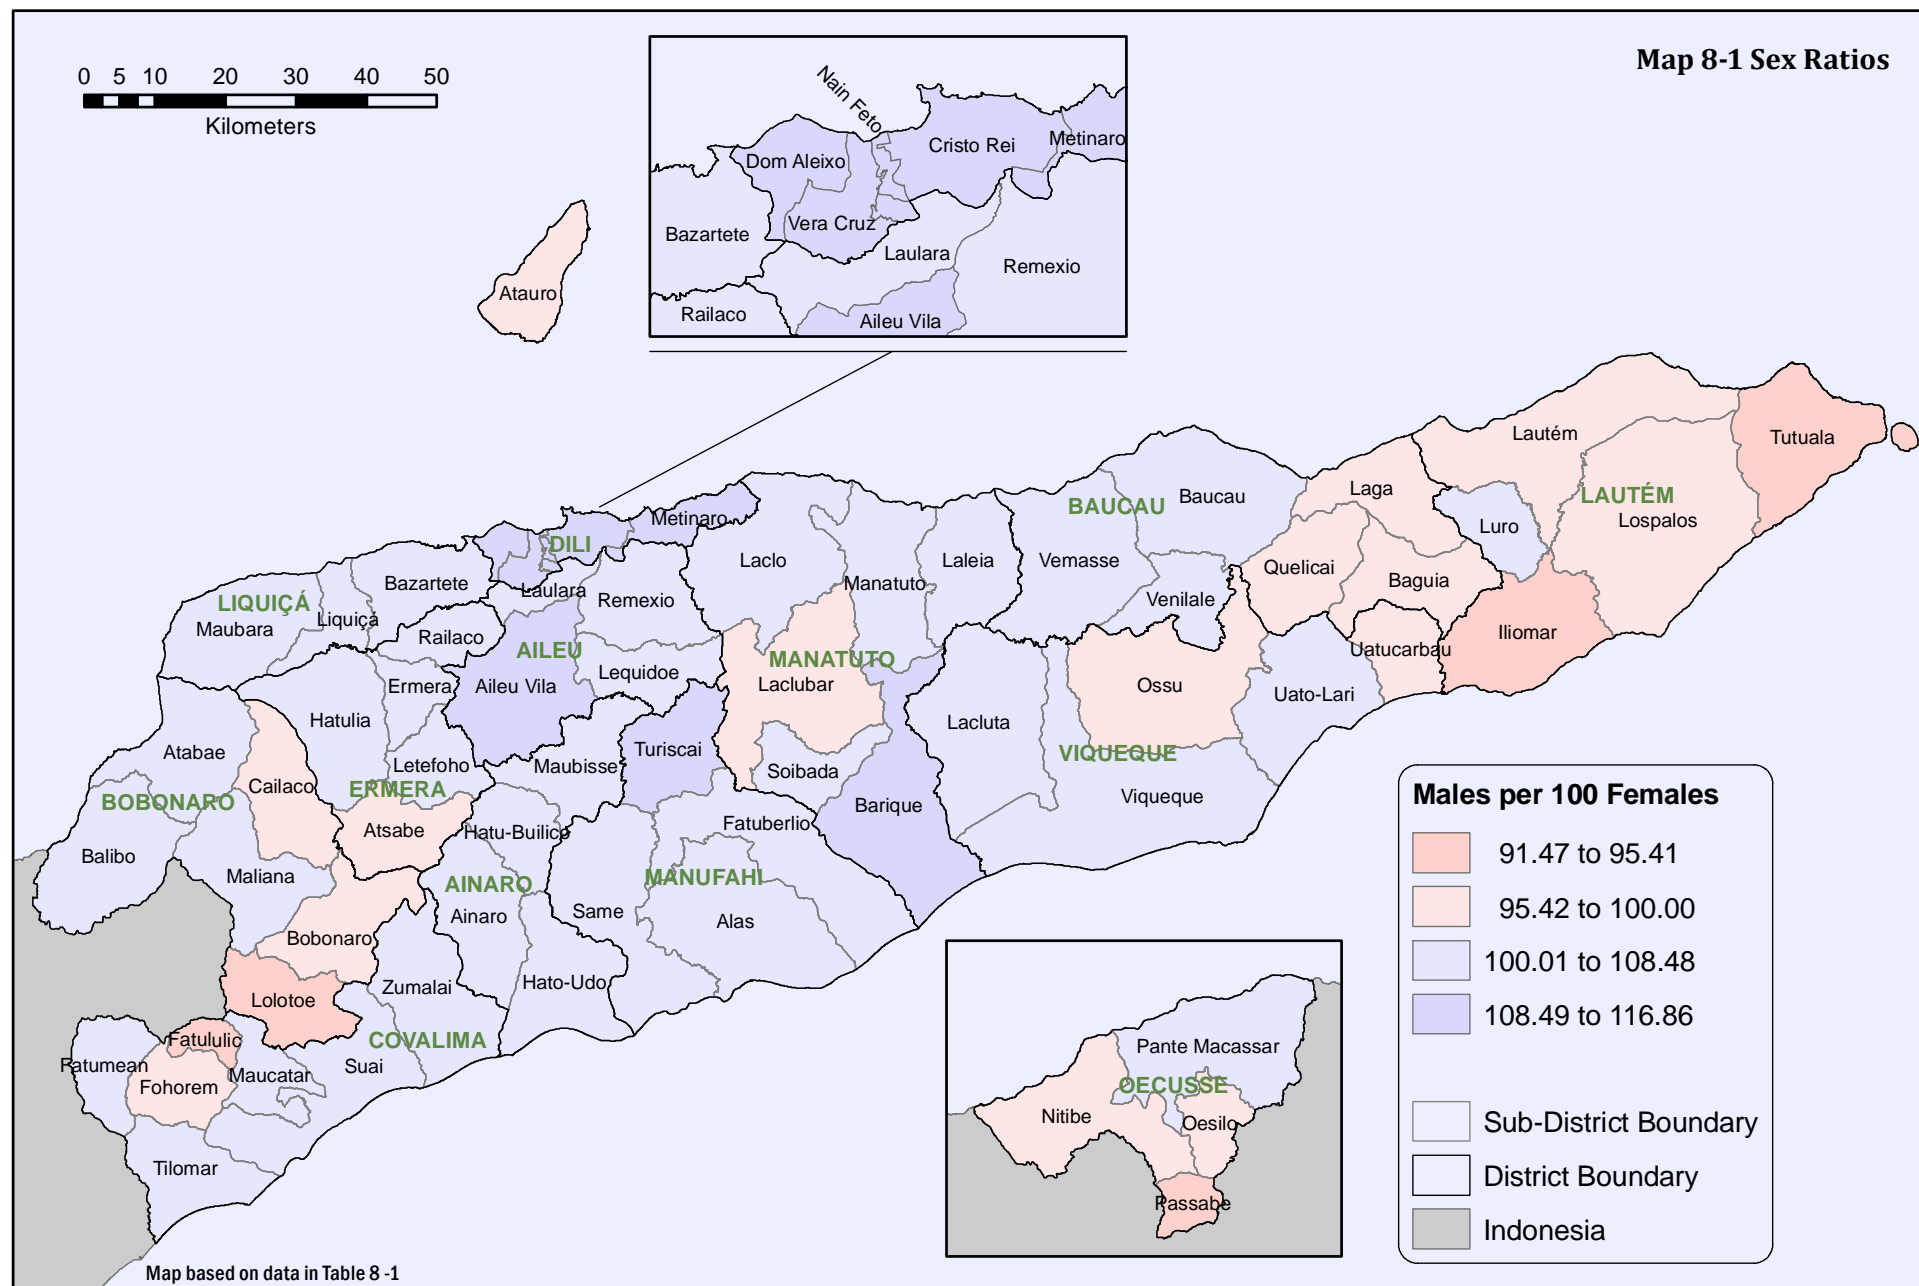 Map 8-1 Sex Ratios
0 5 10 20 30 40 50
Kilometers
Nain Feto
Cristo Rei
Metinaro
Dom Aleixo
Vera Cruz
Bazartete
Laulara
Remexio
Railaco
Aileu Vila
Atauro
Tutuala
Lautém
LAUTÉM
Lospalos
Laga
Luro
Baucau
BAUCAU
Vemasse
Quelicai
Baguia
Venilale
Iliomar
Uatucarbau
Metinaro
DILI
Laclo
Manatuto
Laleia
Bazartete
Laulara
Remexio
LIQUIÇÁ
Maubara
Liquiçá
Railaco
AILEU
Lequidoe
MANATUTO
Laclubar
Ossu
Uato-Lari
Ermera
Aileu Vila
Hatulia
Lacluta
Atabae
Letefoho
Maubisse
Turiscai
Soibada
VIQUEQUE
Viqueque
BOBONARO
Cailaco
ERMERA
Barique
Atsabe
Hatu-Builico
Fatuberlio
Balibo
Maliana
AINARO
MANUFAHI
Ainaro
Same
Alas
Bobonaro
Lolotoe
Zumalai
Hato-Udo
Fatululic
COVALIMA
Fatumean
Fohorem
Maucatar
Suai
Tilomar
Pante Macassar
OECUSSE
Nitibe
Oesilo
Passabe
Males per 100 Females
91.47 to 95.41
95.42 to 100.00
100.01 to 108.48
108.49 to 116.86
Sub-District Boundary
District Boundary
Indonesia
Map based on data in Table 8 -1